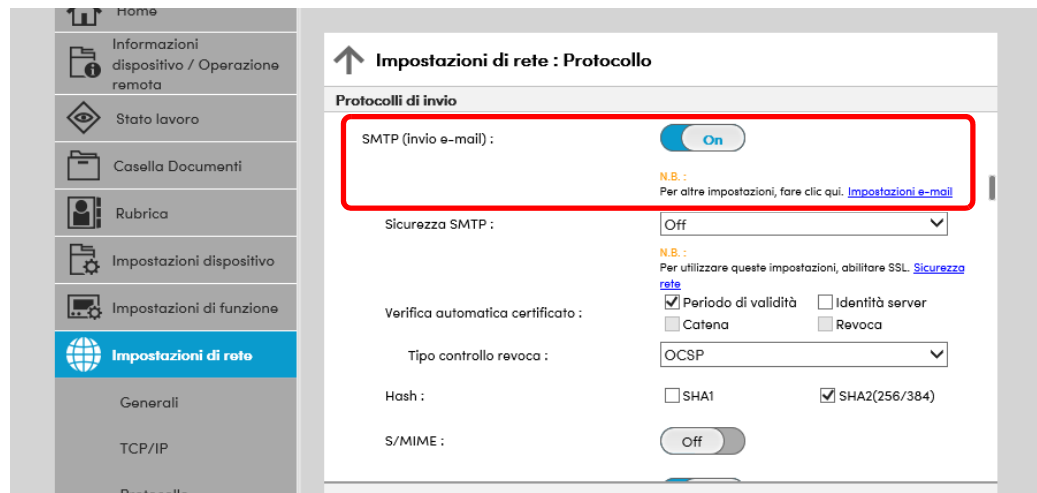 Home
Informazioni
dispositivo / Operazione
remota
Stato lavoro
Casella Documenti
Rubrica
Impostazioni dispositivo
Impostazioni di funzione
Impostazioni di rete
Generali
TCP/IP
Protocollo
Impostazioni di rete : Protocollo
Protocolli di invio
SMTP (invio e-mail) :
On
N.B. :
Per altre impostazioni, fare clic qui. Impostazioni e-mail
Sicurezza SMTP :
Off
N.B. :
Per utilizzare queste impostazioni, abilitare SSL. Sicurezza
rete
Verifica automatica certificato :
Periodo di validità
Identità server
Catena
Revoca
Tipo controllo revoca :
OCSP
Hash :
SHA1
SHA2(256/384)
S/MIME :
Off